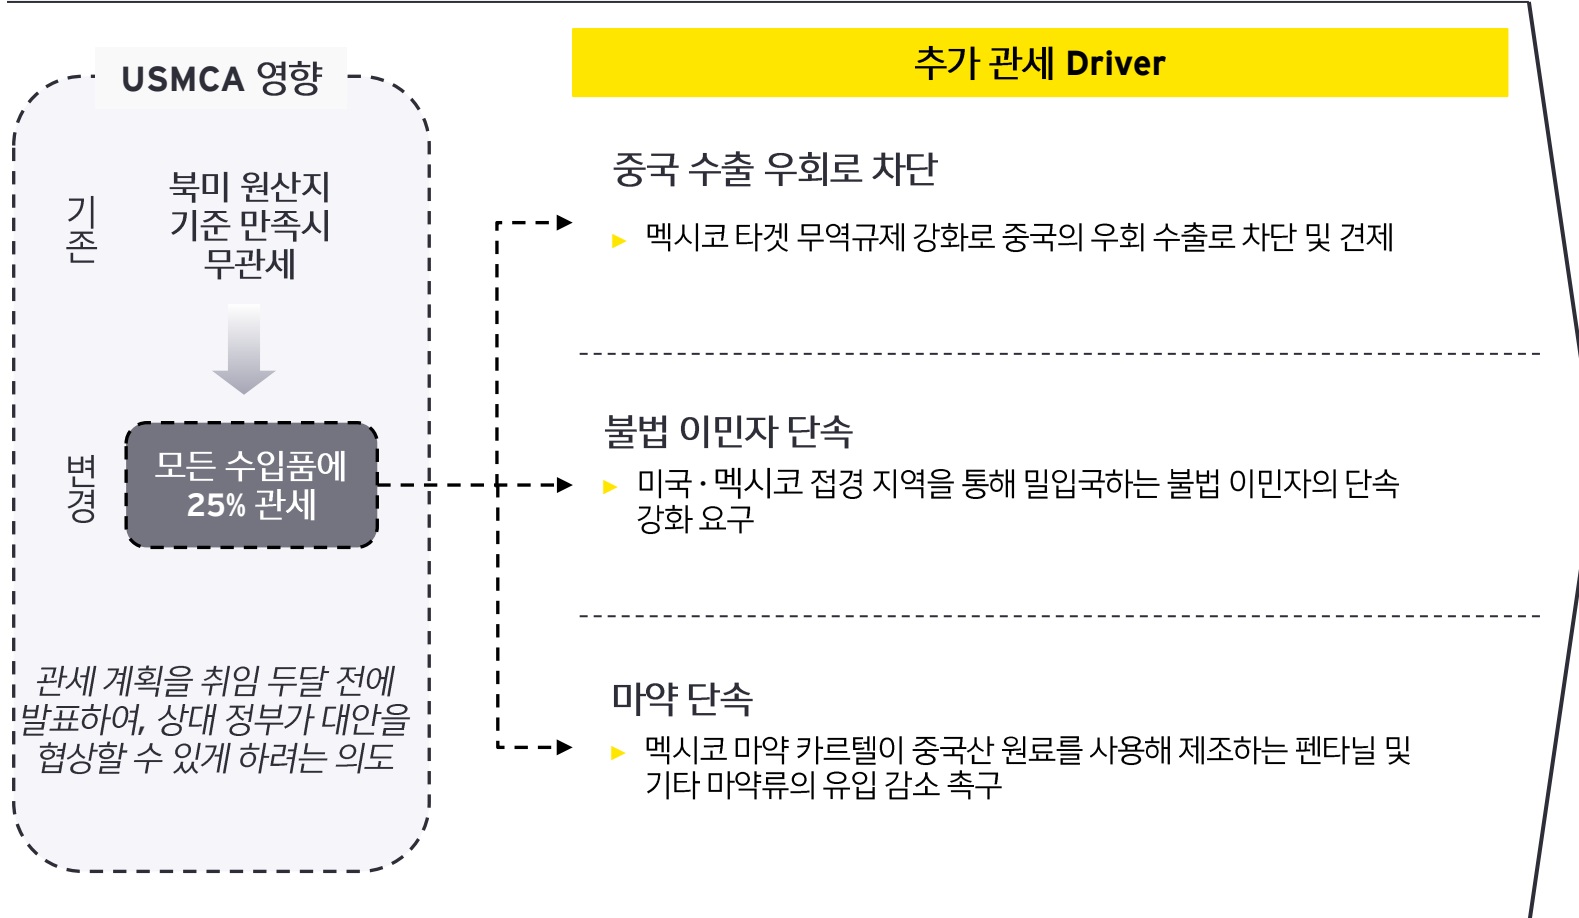 USMCA 영향
기존
북미 원산지
기준 만족시
무관세
변경
모든 수입품에
25% 관세
관세 계획을 취임 두달 전에
발표하여, 상대 정부가 대안을
협상할 수 있게 하려는 의도
추가 관세 Driver
중국 수출 우회로 차단
► 멕시코 타겟 무역규제 강화로 중국의 우회 수출로 차단 및 견제
불법 이민자 단속
► 미국·멕시코 접경 지역을 통해 밀입국하는 불법 이민자의 단속
강화 요구
마약 단속
► 멕시코 마약 카르텔이 중국산 원료를 사용해 제조하는 펜타닐 및
기타 마약류의 유입 감소 촉구